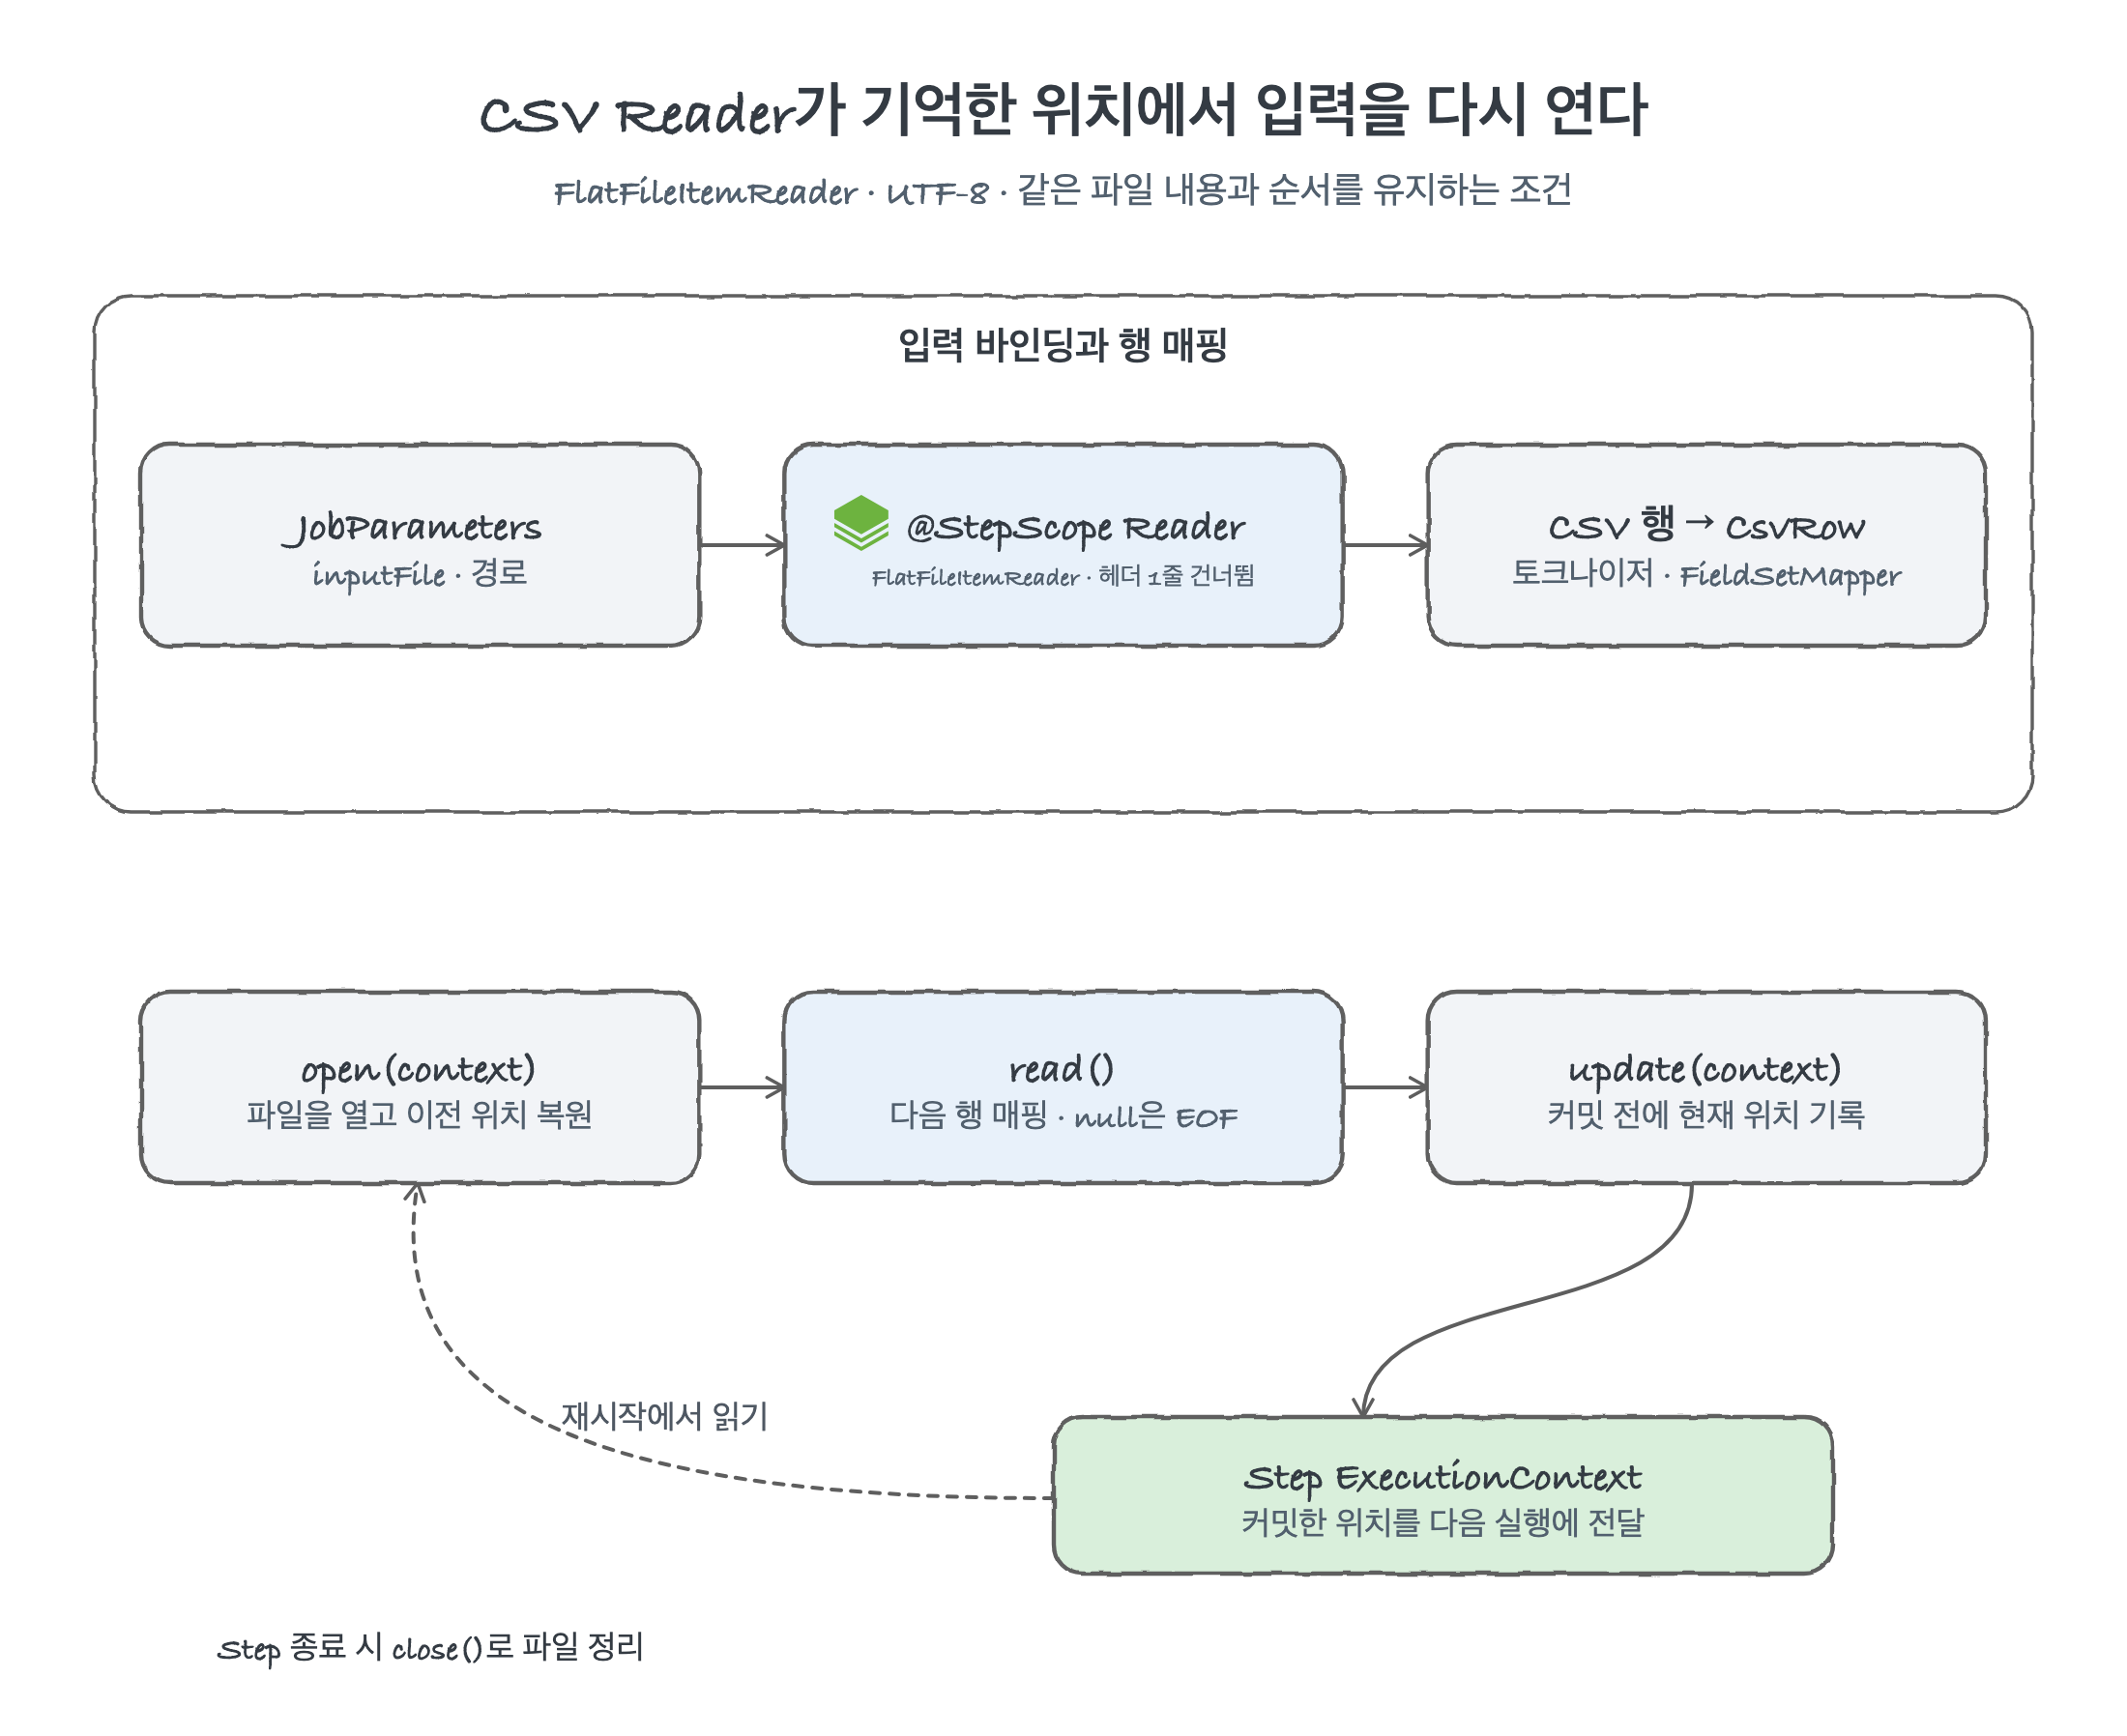 CSV Reader가 기억한 위치에서 입력을 다시 연다
FlatFileItemReader · UTF-8 · 같은 파일 내용과 순서를 유지하는 조건
입력 바인딩과 행 매핑
JobParameters
inputFile · 경로
@StepScope Reader
FlatFileItemReader · 헤더 1줄 건너뜀
CSV 행 → CsvRow
토크나이저 · FieldSetMapper
open(context)
파일을 열고 이전 위치 복원
read()
다음 행 매핑 · null은 EOF
update(context)
커밋 전에 현재 위치 기록
재시작에서 읽기
Step ExecutionContext
커밋한 위치를 다음 실행에 전달
Step 종료 시 close()로 파일 정리